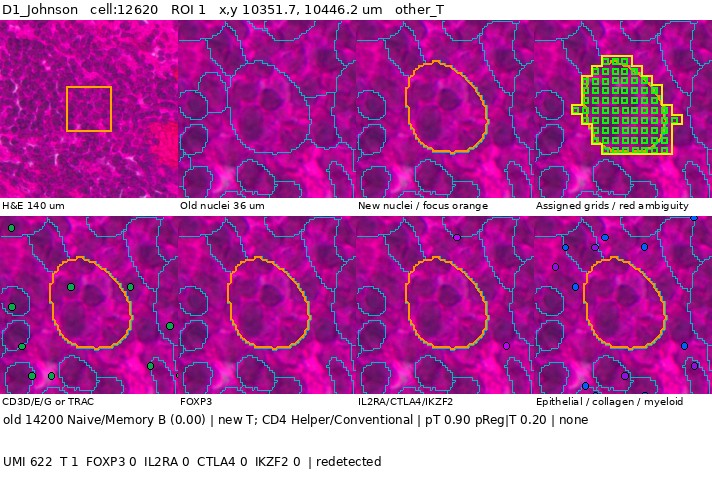 D1_Johnson   cell:12620   ROI 1   x,y 10351.7, 10446.2 um   other_T
H&E 140 um
Old nuclei 36 um
New nuclei / focus orange
Assigned grids / red ambiguity
CD3D/E/G or TRAC
FOXP3
IL2RA/CTLA4/IKZF2
Epithelial / collagen / myeloid
old 14200 Naive/Memory B (0.00) | new T; CD4 Helper/Conventional | pT 0.90 pReg|T 0.20 | none
UMI 622  T 1  FOXP3 0  IL2RA 0  CTLA4 0  IKZF2 0  | redetected